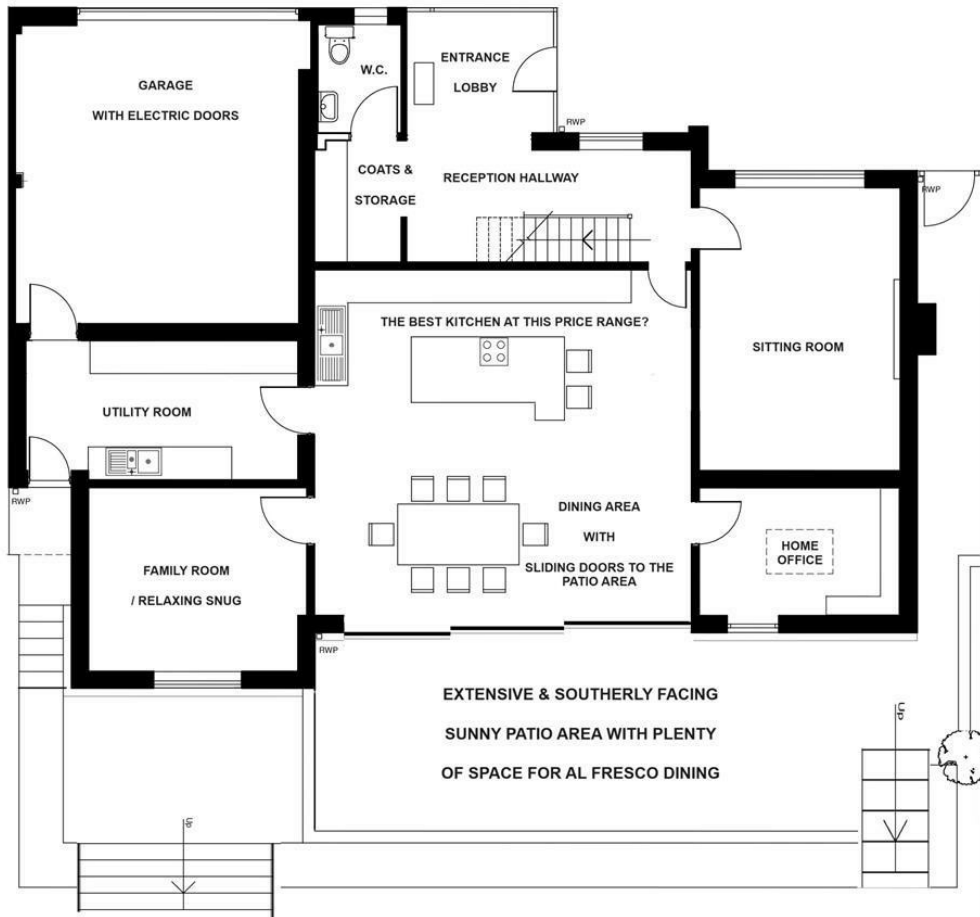 GARAGE
WITH ELECTRIC DOORS
W.C.
ENTRANCE
LOBBY
RWP
COATS &
STORAGE
RECEPTION HALLWAY
RWP
THE BEST KITCHEN AT THIS PRICE RANGE?
SITTING ROOM
UTILITY ROOM
RWP
DINING AREA
WITH
SLIDING DOORS TO THE
PATIO AREA
HOME
OFFICE
FAMILY ROOM
/ RELAXING SNUG
RWP
EXTENSIVE & SOUTHERLY FACING
SUNNY PATIO AREA WITH PLENTY
OF SPACE FOR AL FRESCO DINING
Up
Up